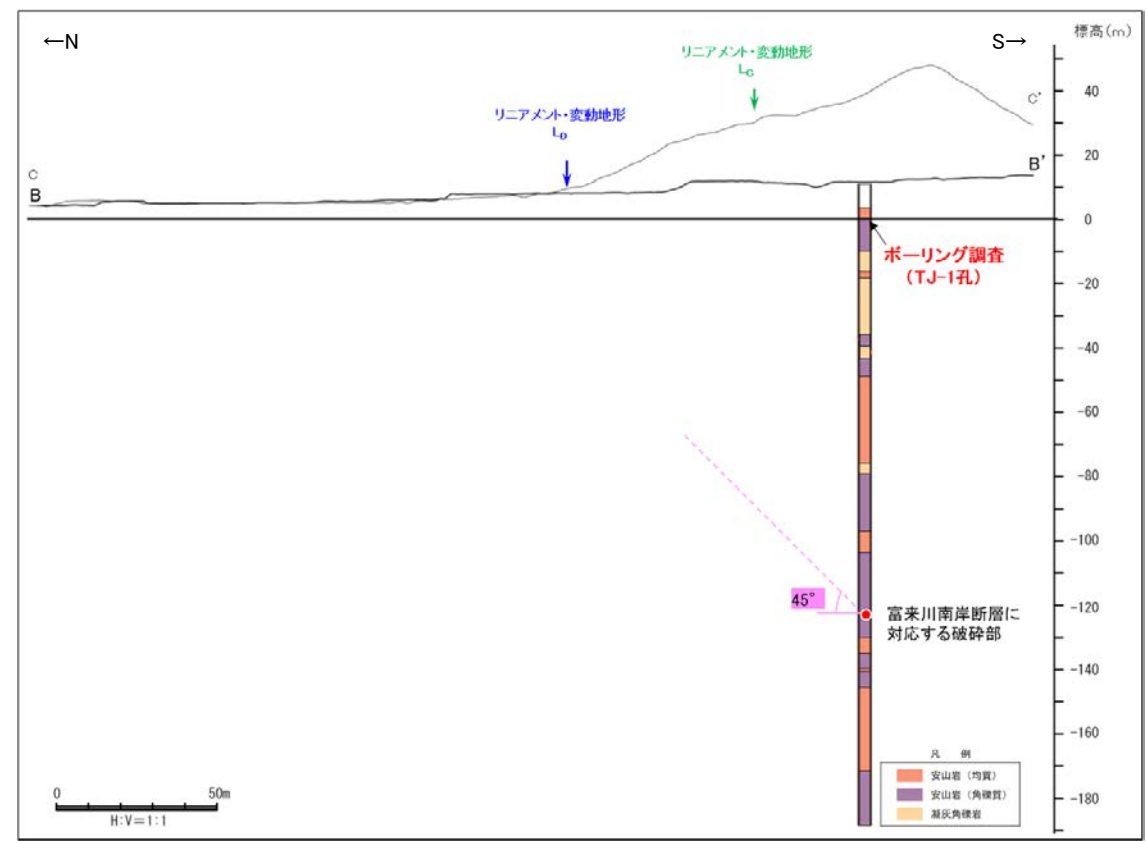 ←N
S→
標高(m)
リニアメント・変動地形
LC
リニアメント・変動地形
LD
C
B
C'
B'
40
20
0
-20
-40
-60
-80
-100
-120
-140
-160
-180
ボーリング調査
(TJ-1孔)
45°
富来川南岸断層に
対応する破砕部
凡 例
安山岩(均質)
安山岩(角礫質)
凝灰角礫岩
0 50m
H:V=1:1